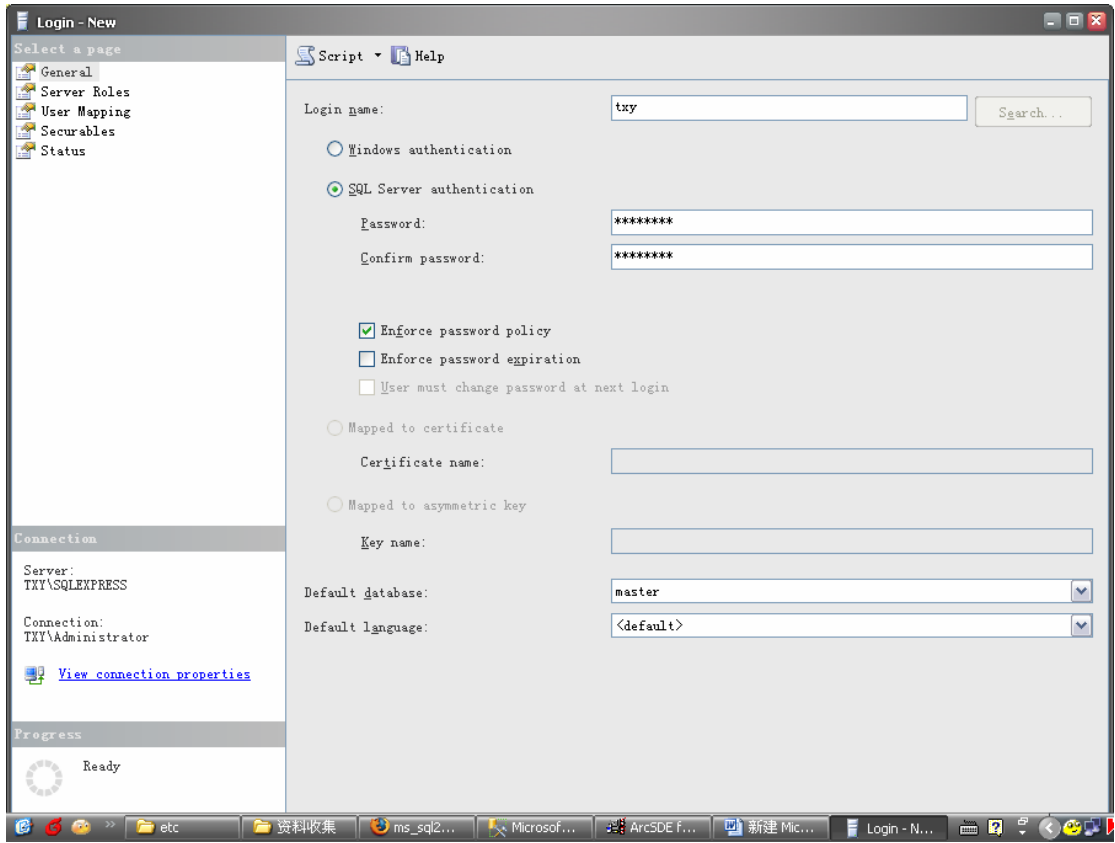 Login - New
Select a page
General
Server Roles
User Mapping
Securables
Status
Script
Help
Login name:
txy
Search...
Windows authentication
SQL Server authentication
Password:
********
Confirm password:
********
Enforce password policy
Enforce password expiration
User must change password at next login
Mapped to certificate
Certificate name:
Mapped to asymmetric key
Key name:
Default database:
master
Default language:
<default>
Connection
Server:
TXY\SQLEXPRESS
Connection:
TXY\Administrator
View connection properties
Progress
Ready
etc
资料收集
ms_sql2...
Microsof...
ArcSDE f...
新建 Mic...
Login - N...